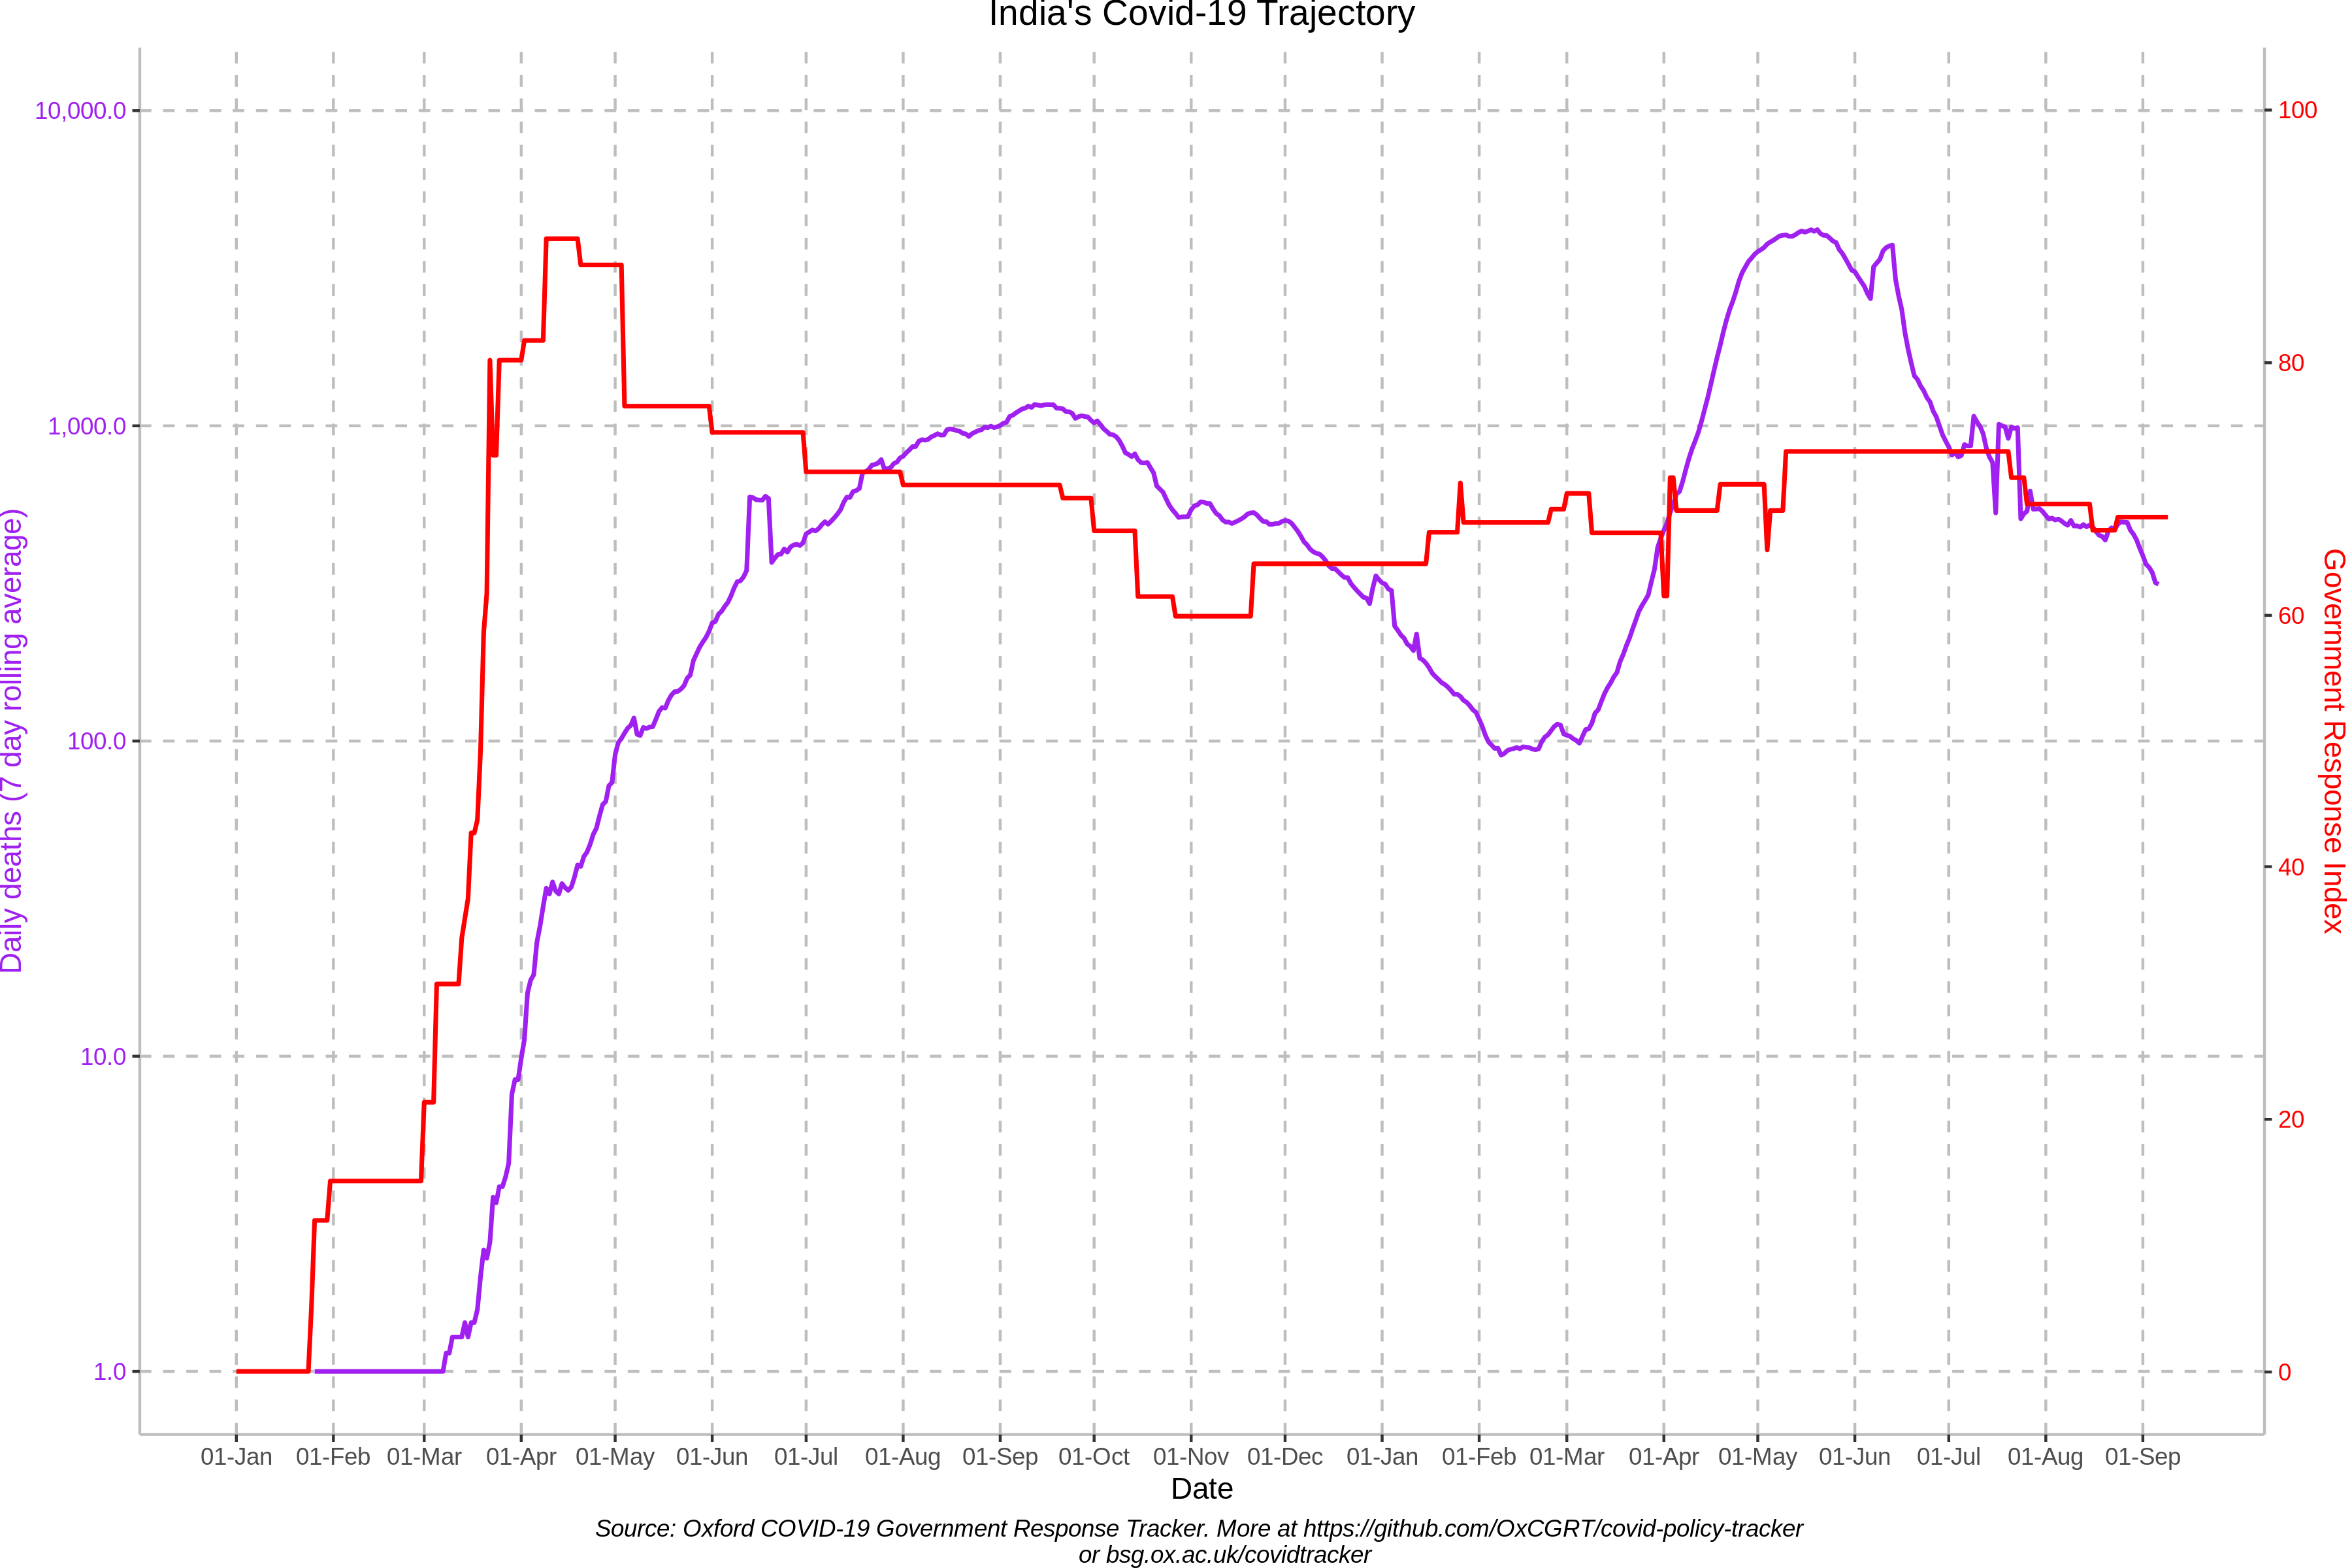 India's Covid-19 Trajectory
10,000.0
1,000.0
100.0
10.0
1.0
Daily deaths (7 day rolling average)
100
80
60
40
20
0
Government Response Index
01-Jan 01-Feb 01-Mar 01-Apr 01-May 01-Jun 01-Jul 01-Aug 01-Sep 01-Oct 01-Nov 01-Dec 01-Jan 01-Feb 01-Mar 01-Apr 01-May 01-Jun 01-Jul 01-Aug 01-Sep
Date
Source: Oxford COVID-19 Government Response Tracker. More at https://github.com/OxCGRT/covid-policy-tracker
or bsg.ox.ac.uk/covidtracker